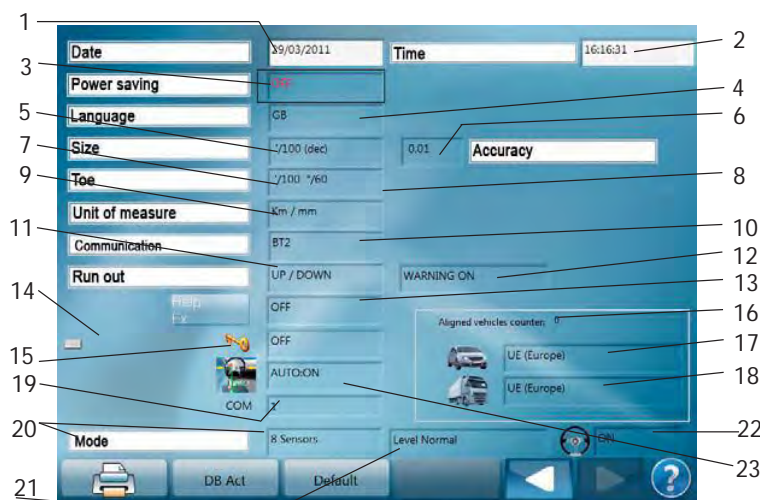 1
Date 29/03/2011 Time 16:16:31 2
3 Power saving OFF
Language GB 4
5 Size °/100 (dec) 0.01 Accuracy 6
7 Toe °/100 °/60 8
9 Unit of measure Km / mm
Communication BT2 10
11 Run out UP / DOWN WARNING ON 12
Help OFF 13
14 Aligned vehicles counter: 0 16
15 OFF UE (Europe) 17
AUTO:ON UE (Europe) 18
19 COM 1
20 Mode 8 Sensors Level Normal ON 22
23
21 DB Act Default ?